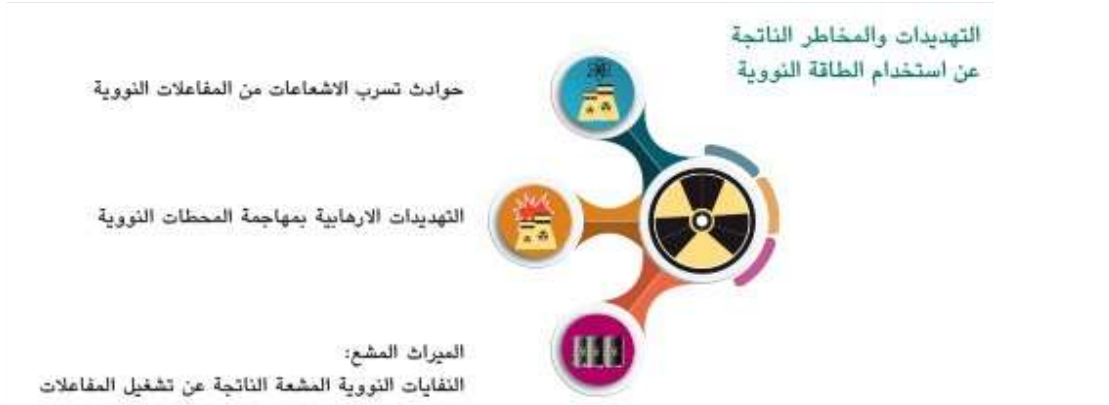 التهديدات والمخاطر الناتجة
عن استخدام الطاقة النووية
حوادث تسرب الاشعاعات من المفاعلات النووية
التهديدات الارهابية بمهاجمة المحطات النووية
الميراث المشع:
النفايات النووية المشعة الناتجة عن تشغيل المفاعلات